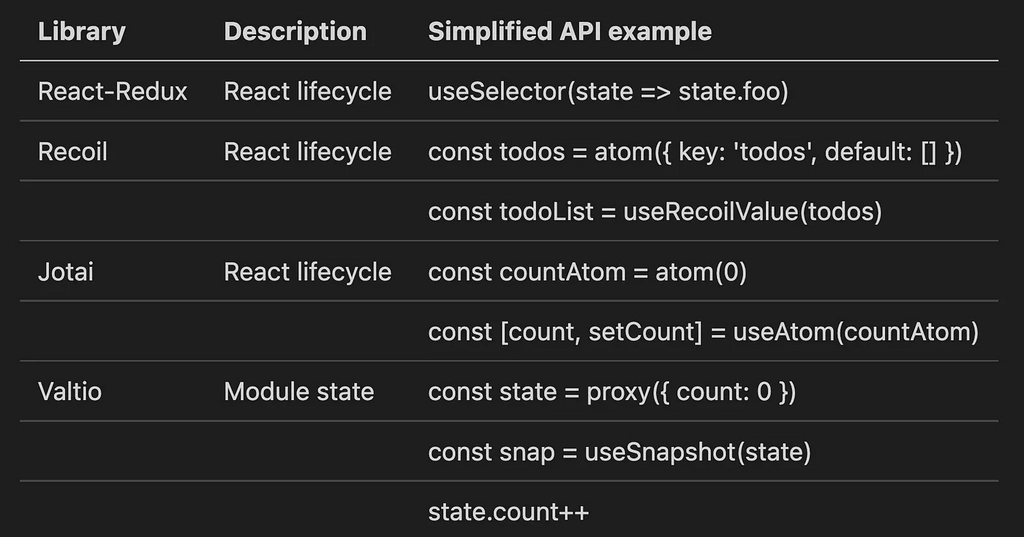 Library Description Simplified API example
React-Redux React lifecycle useSelector(state => state.foo)
Recoil React lifecycle const todos = atom({ key: 'todos', default: [] })
const todoList = useRecoilValue(todos)
Jotai React lifecycle const countAtom = atom(0)
const [count, setCount] = useAtom(countAtom)
Valtio Module state const state = proxy({ count: 0 })
const snap = useSnapshot(state)
state.count++